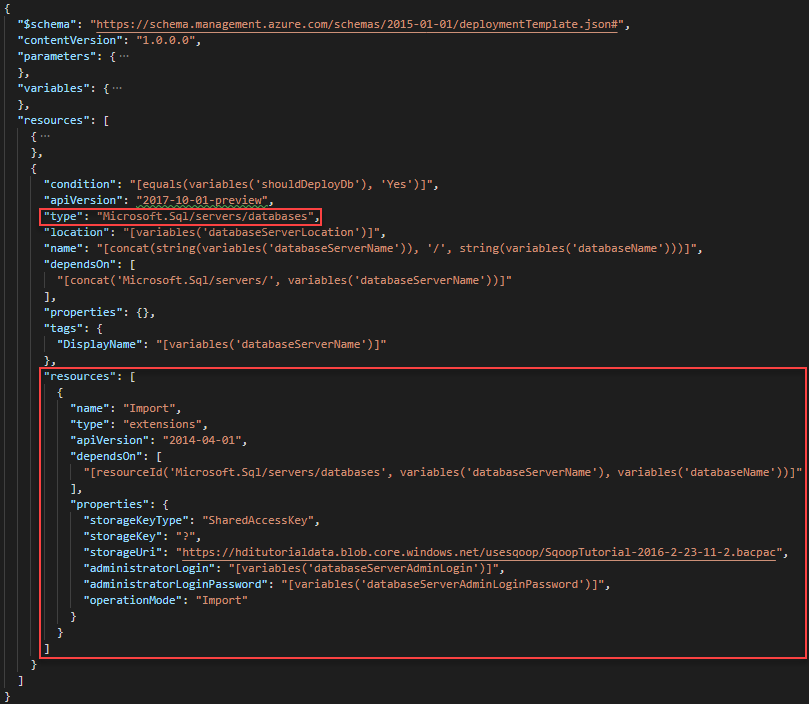 {
"$schema": "https://schema.management.azure.com/schemas/2015-01-01/deploymentTemplate.json#",
"contentVersion": "1.0.0.0",
"parameters": {···
},
"variables": {···
},
"resources": [
{···
},
{
"condition": "[equals(variables('shouldDeployDb'), 'Yes')]",
"apiVersion": "2017-10-01-preview",
"type": "Microsoft.Sql/servers/databases",
"location": "[variables('databaseServerLocation')]",
"name": "[concat(string(variables('databaseServerName')), '/', string(variables('databaseName')))]",
"dependsOn": [
"[concat('Microsoft.Sql/servers/', variables('databaseServerName'))]"
],
"properties": {},
"tags": {
"DisplayName": "[variables('databaseServerName')]"
},
"resources": [
{
"name": "Import",
"type": "extensions",
"apiVersion": "2014-04-01",
"dependsOn": [
"[resourceId('Microsoft.Sql/servers/databases', variables('databaseServerName'), variables('databaseName'))]"
],
"properties": {
"storageKeyType": "SharedAccessKey",
"storageKey": "?",
"storageUri": "https://hditutorialdata.blob.core.windows.net/usesqoop/SqoopTutorial-2016-2-23-11-2.bacpac",
"administratorLogin": "[variables('databaseServerAdminLogin')]",
"administratorLoginPassword": "[variables('databaseServerAdminLoginPassword')]",
"operationMode": "Import"
}
}
]
}
]
}